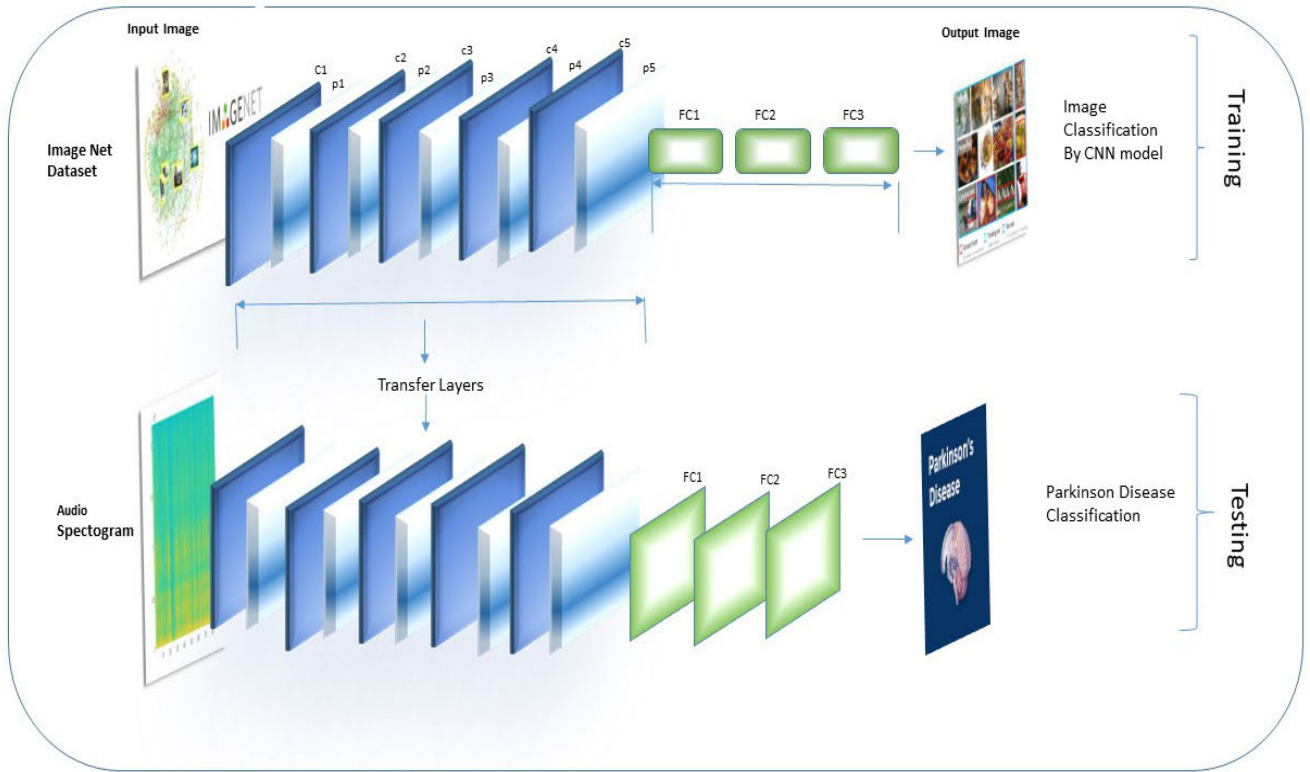 Input Image
Output Image
C1
p1
c2
p2
c3
p3
c4
p4
c5
p5
IMAGENET
Image Net
Dataset
FC1
FC2
FC3
Image
Classification
By CNN model
Training
Transfer Layers
Audio
Spectogram
FC1
FC2
FC3
Parkinson's
Disease
Parkinson Disease
Classification
Testing